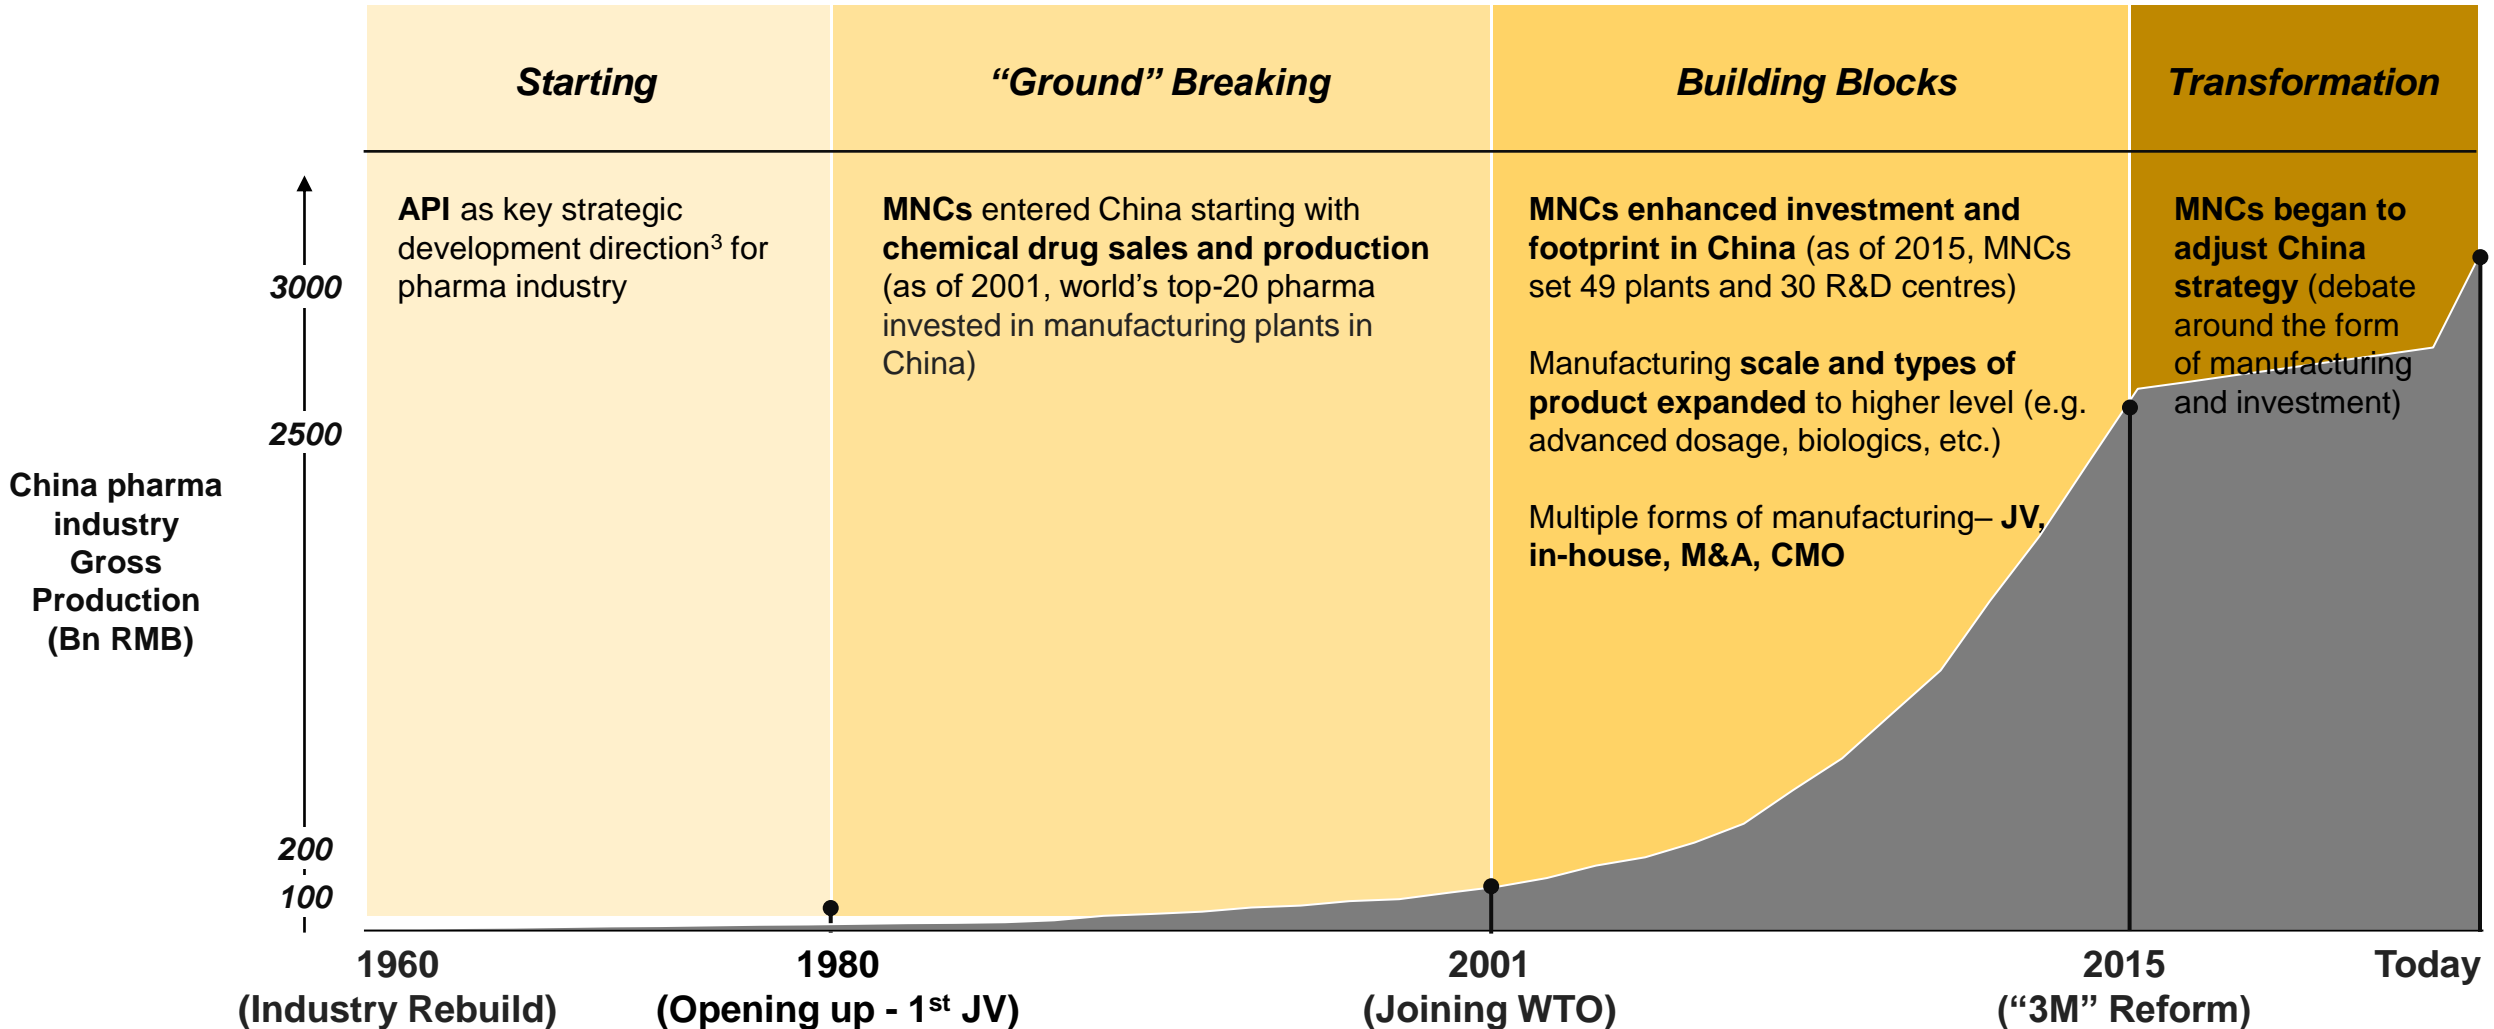 Starting
“Ground” Breaking
Building Blocks
Transformation
API as key strategic
development direction3 for
pharma industry
MNCs entered China starting with
chemical drug sales and production
(as of 2001, world’s top-20 pharma
invested in manufacturing plants in
China)
MNCs enhanced investment and
footprint in China (as of 2015, MNCs
set 49 plants and 30 R&D centres)
Manufacturing scale and types of
product expanded to higher level (e.g.
advanced dosage, biologics, etc.)
Multiple forms of manufacturing– JV,
in-house, M&A, CMO
MNCs began to
adjust China
strategy (debate
around the form
of manufacturing
and investment)
3000
2500
200
100
China pharma
industry
Gross
Production
(Bn RMB)
1960
(Industry Rebuild)
1980
(Opening up - 1st JV)
2001
(Joining WTO)
2015
(“3M” Reform)
Today